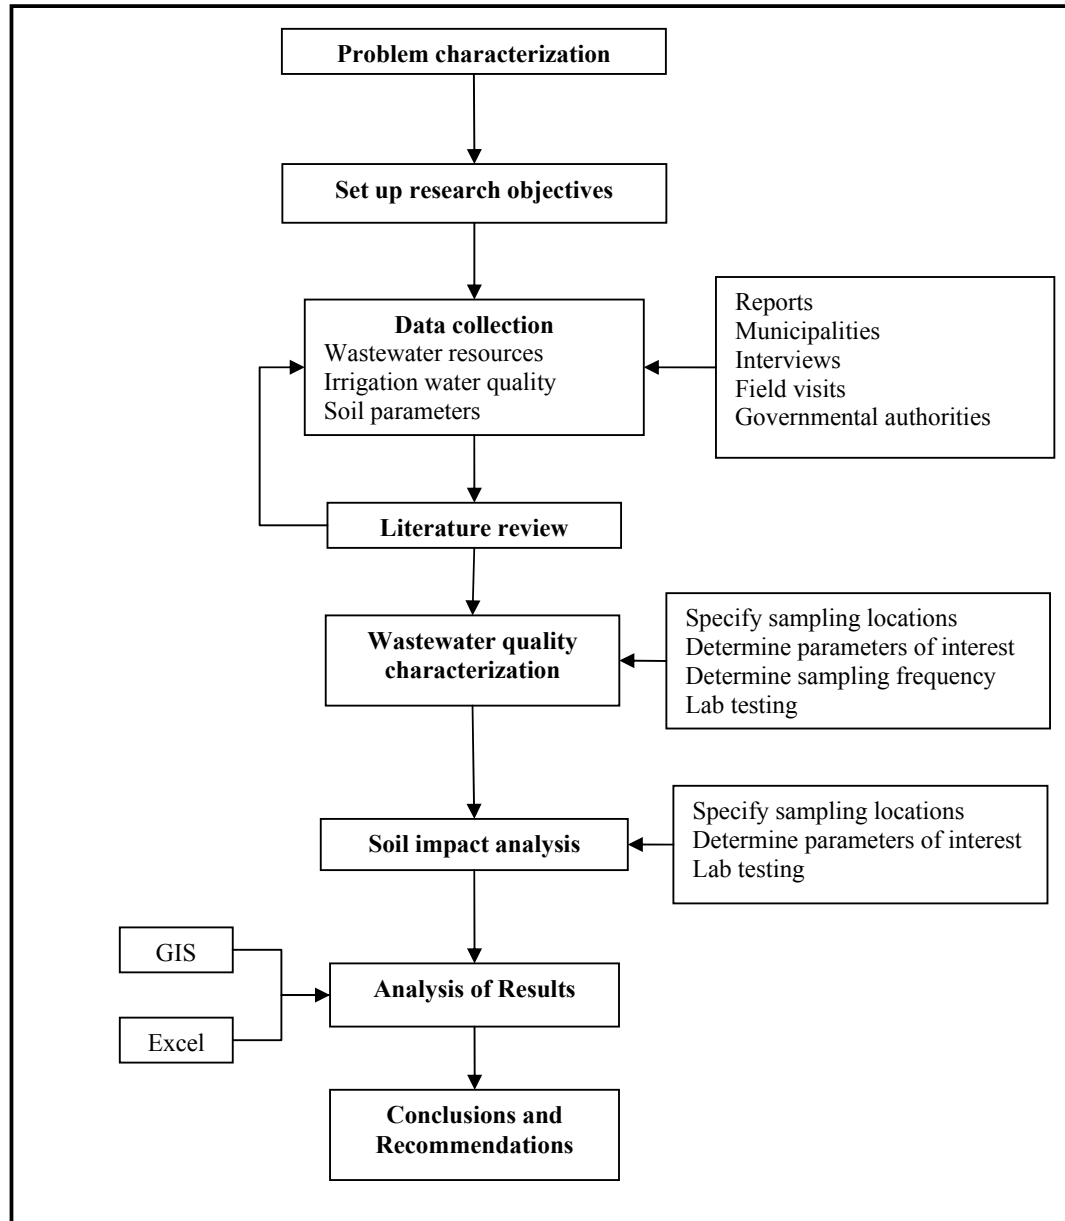 Problem characterization
Set up research objectives
Data collection
Wastewater resources
Irrigation water quality
Soil parameters
Reports
Municipalities
Interviews
Field visits
Governmental authorities
Literature review
Wastewater quality
characterization
Specify sampling locations
Determine parameters of interest
Determine sampling frequency
Lab testing
Soil impact analysis
Specify sampling locations
Determine parameters of interest
Lab testing
GIS
Excel
Analysis of Results
Conclusions and
Recommendations